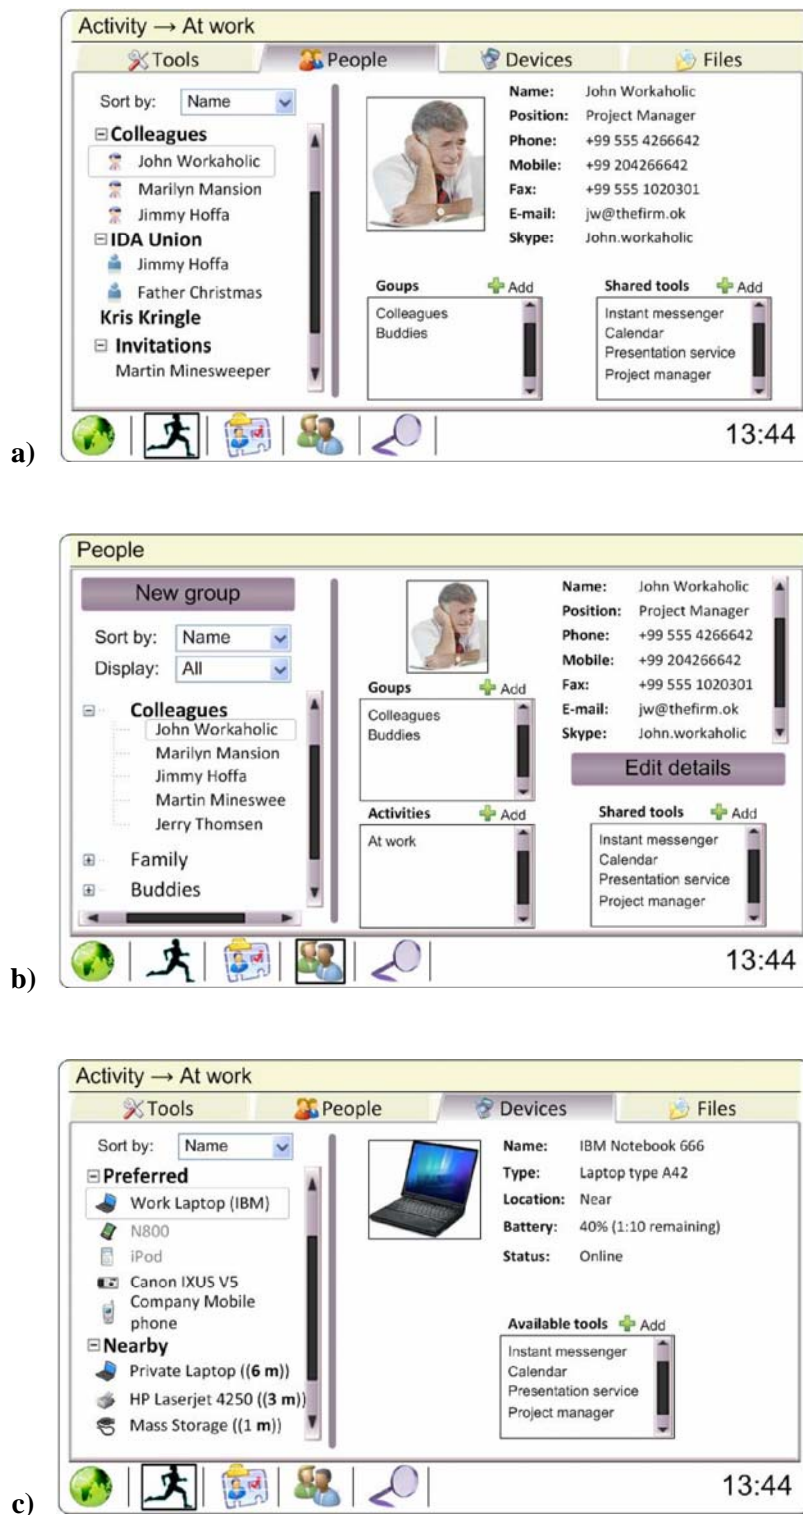 Activity → At work
Tools People Devices Files
Sort by: Name
Colleagues
John Workaholic
Marilyn Mansion
Jimmy Hoffa
IDA Union
Jimmy Hoffa
Father Christmas
Kris Kringle
Invitations
Martin Minesweeper
Name: John Workaholic
Position: Project Manager
Phone: +99 555 4266642
Mobile: +99 204266642
Fax: +99 555 1020301
E-mail: jw@thefirm.ok
Skype: John.workaholic
Goups Add
Colleagues
Buddies
Shared tools Add
Instant messenger
Calendar
Presentation service
Project manager
13:44
a)
People
New group
Sort by: Name
Display: All
Colleagues
John Workaholic
Marilyn Mansion
Jimmy Hoffa
Martin Mineswee
Jerry Thomsen
Family
Buddies
Goups Add
Colleagues
Buddies
Activities Add
At work
Name: John Workaholic
Position: Project Manager
Phone: +99 555 4266642
Mobile: +99 204266642
Fax: +99 555 1020301
E-mail: jw@thefirm.ok
Skype: John.workaholic
Edit details
Shared tools Add
Instant messenger
Calendar
Presentation service
Project manager
13:44
b)
Activity → At work
Tools People Devices Files
Sort by: Name
Preferred
Work Laptop (IBM)
N800
iPod
Canon IXUS V5
Company Mobile
phone
Nearby
Private Laptop ((6 m))
HP Laserjet 4250 ((3 m))
Mass Storage ((1 m))
Name: IBM Notebook 666
Type: Laptop type A42
Location: Near
Battery: 40% (1:10 remaining)
Status: Online
Available tools Add
Instant messenger
Calendar
Presentation service
Project manager
13:44
c)